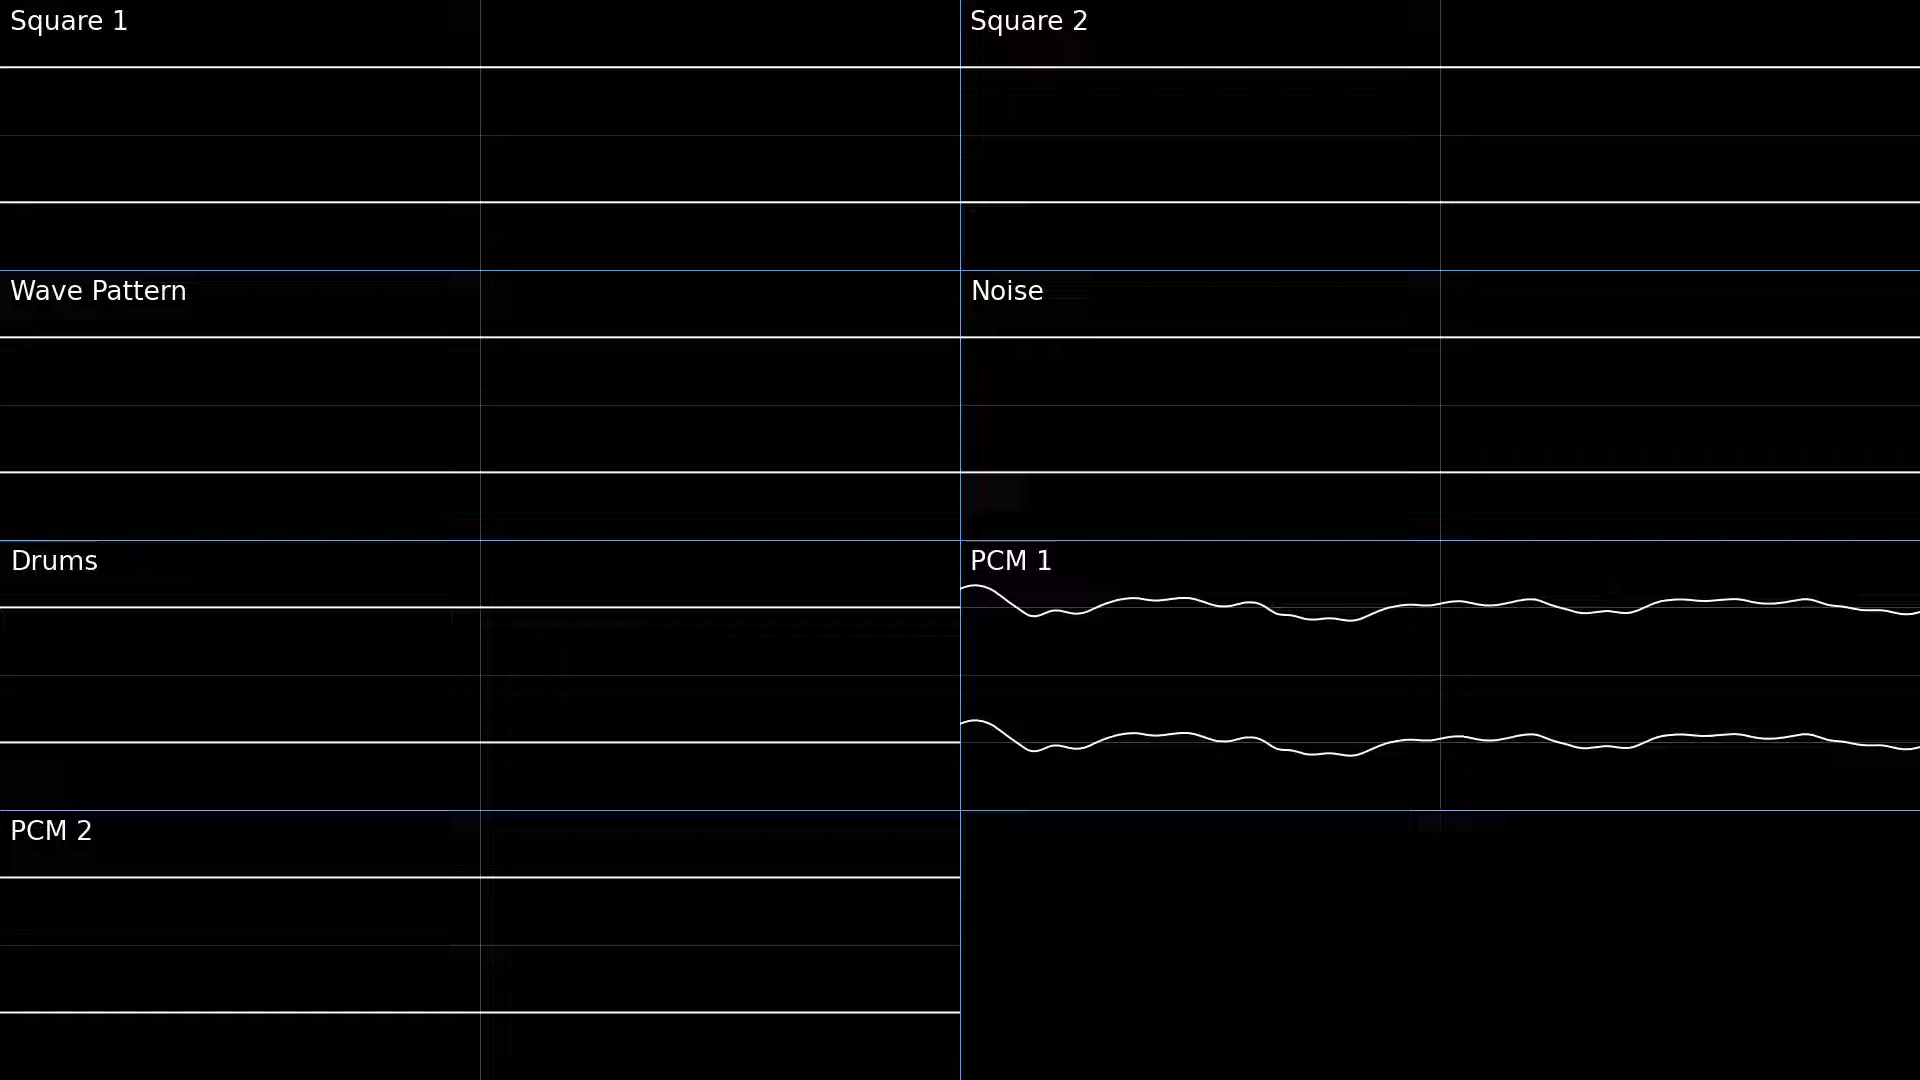 Square 1
Square 2
Wave Pattern
Noise
Drums
PCM 1
PCM 2